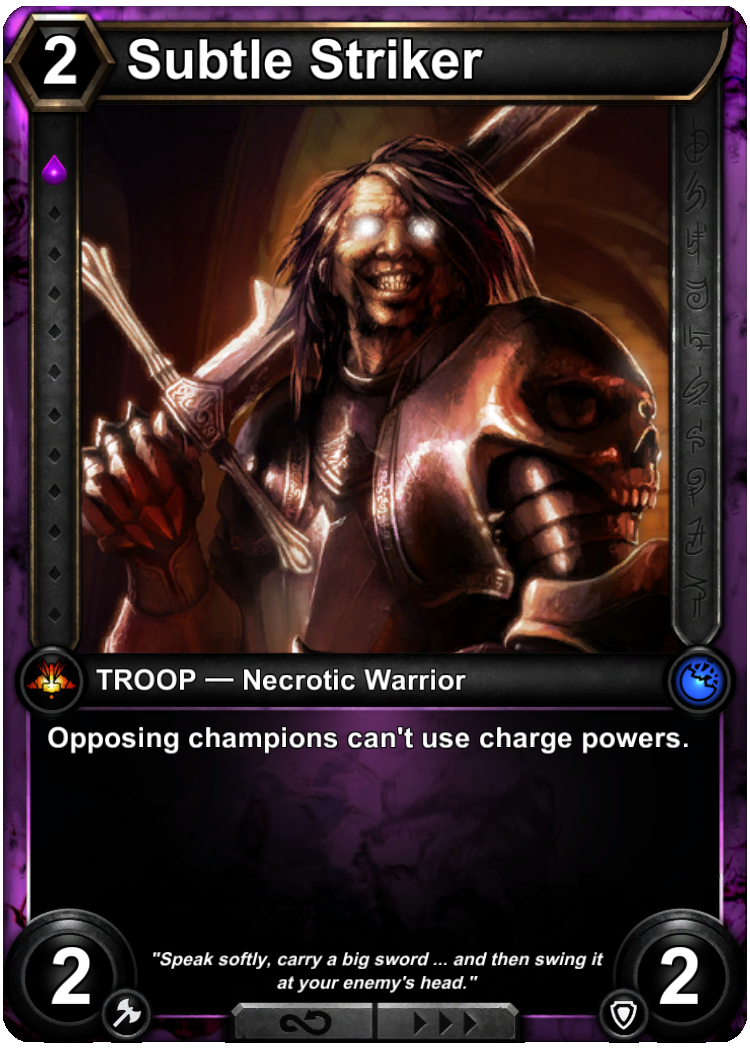 2 Subtle Striker
TROOP — Necrotic Warrior
Opposing champions can't use charge powers.
"Speak softly, carry a big sword ... and then swing it
at your enemy's head."
2 2